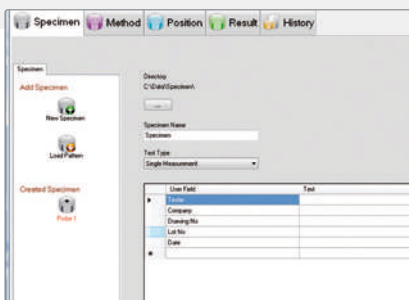 Specimen Method Position Result History
Specimen
Add Specimen
New Specimen
Load Pattern
Created Specimen
Probe 1
Directory
C:\Data\Specimen\
...
Specimen Name
Specimen
Test Type
Single Measurement
User Field Text
Tester
Company
Drawing No
Lot No
Date